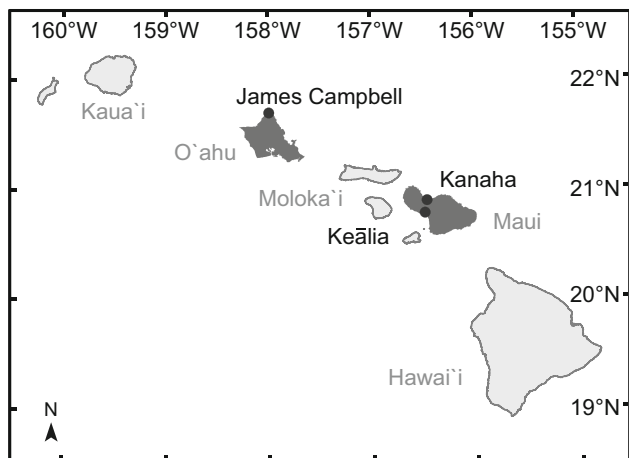 160°W 159°W 158°W 157°W 156°W 155°W
22°N
Kaua`i
James Campbell
O`ahu
Moloka`i
Kanaha
21°N
Keālia
Maui
20°N
Hawai`i
19°N
N